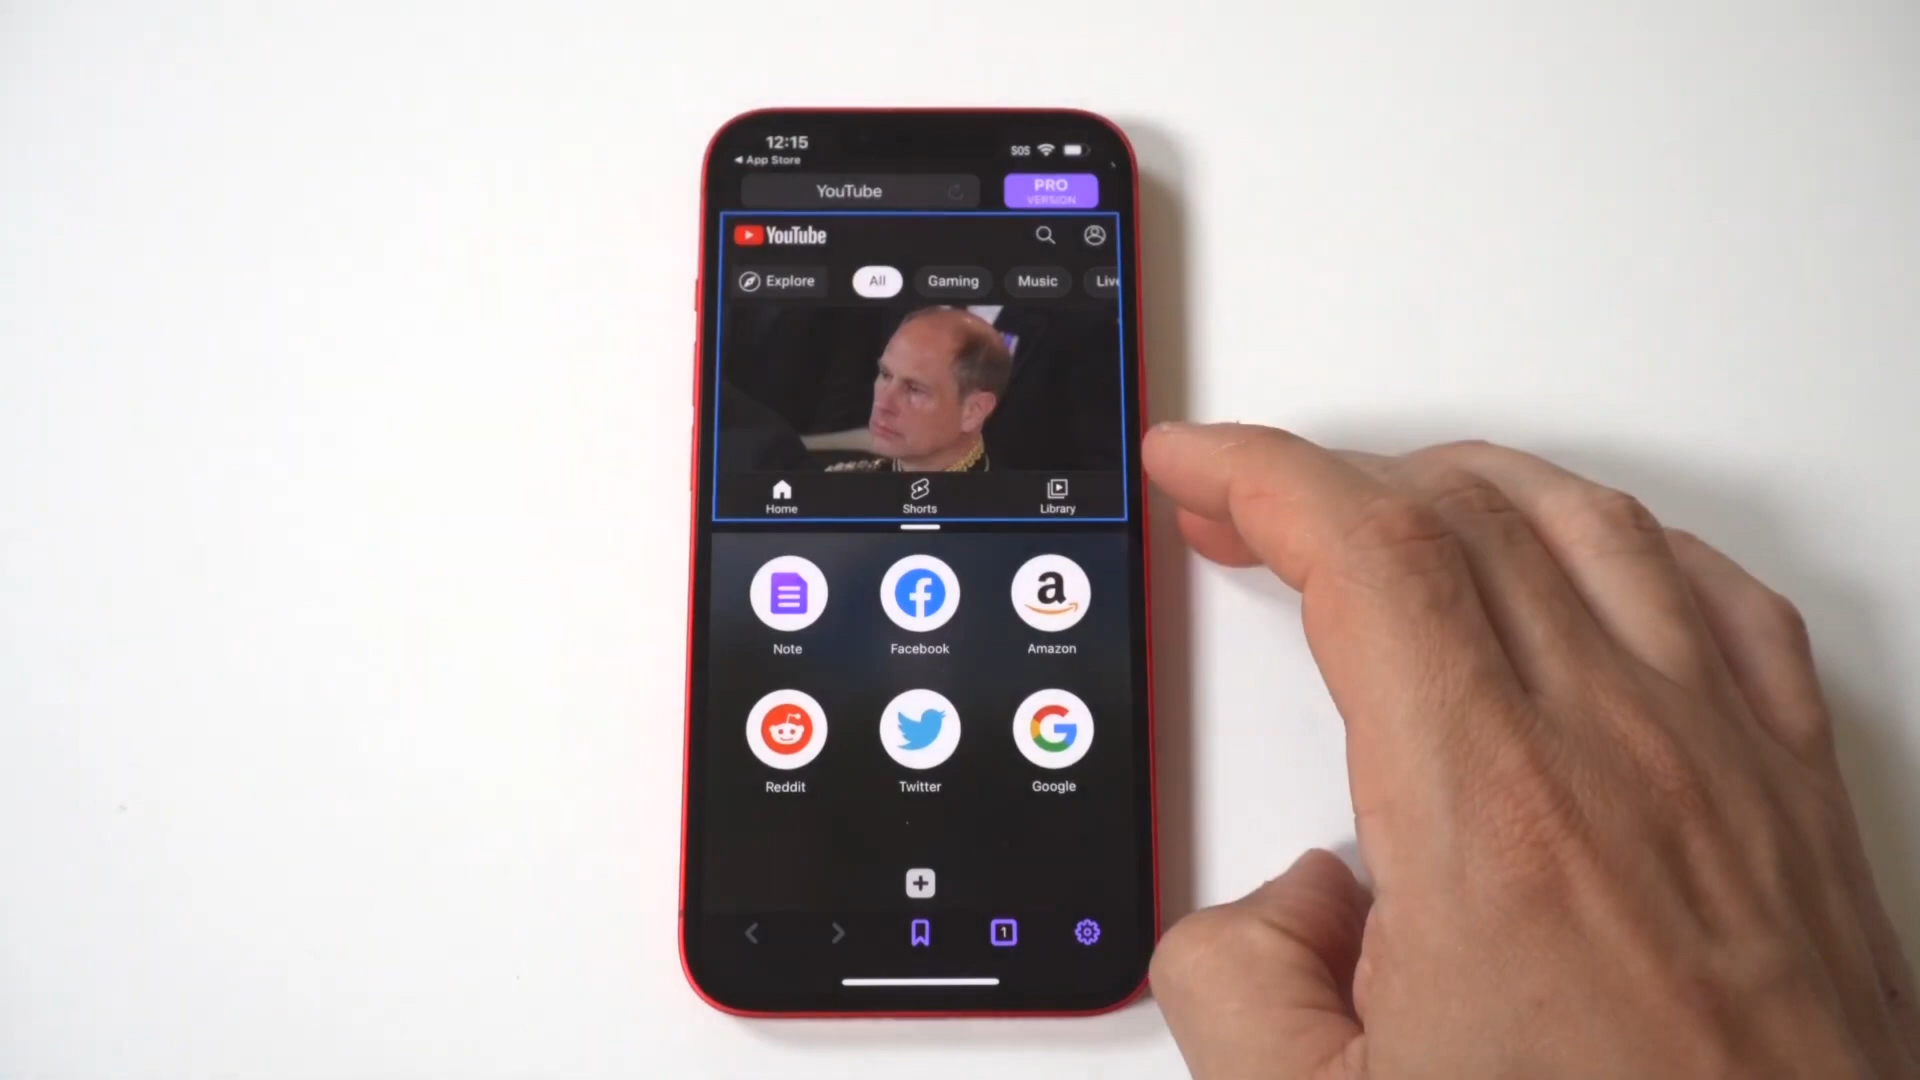 12:15
SOS
◀ App Store
YouTube
PRO
VERSION
YouTube
Explore
All
Gaming
Music
Live
Home
Shorts
Library
Note
Facebook
Amazon
Reddit
Twitter
Google
1